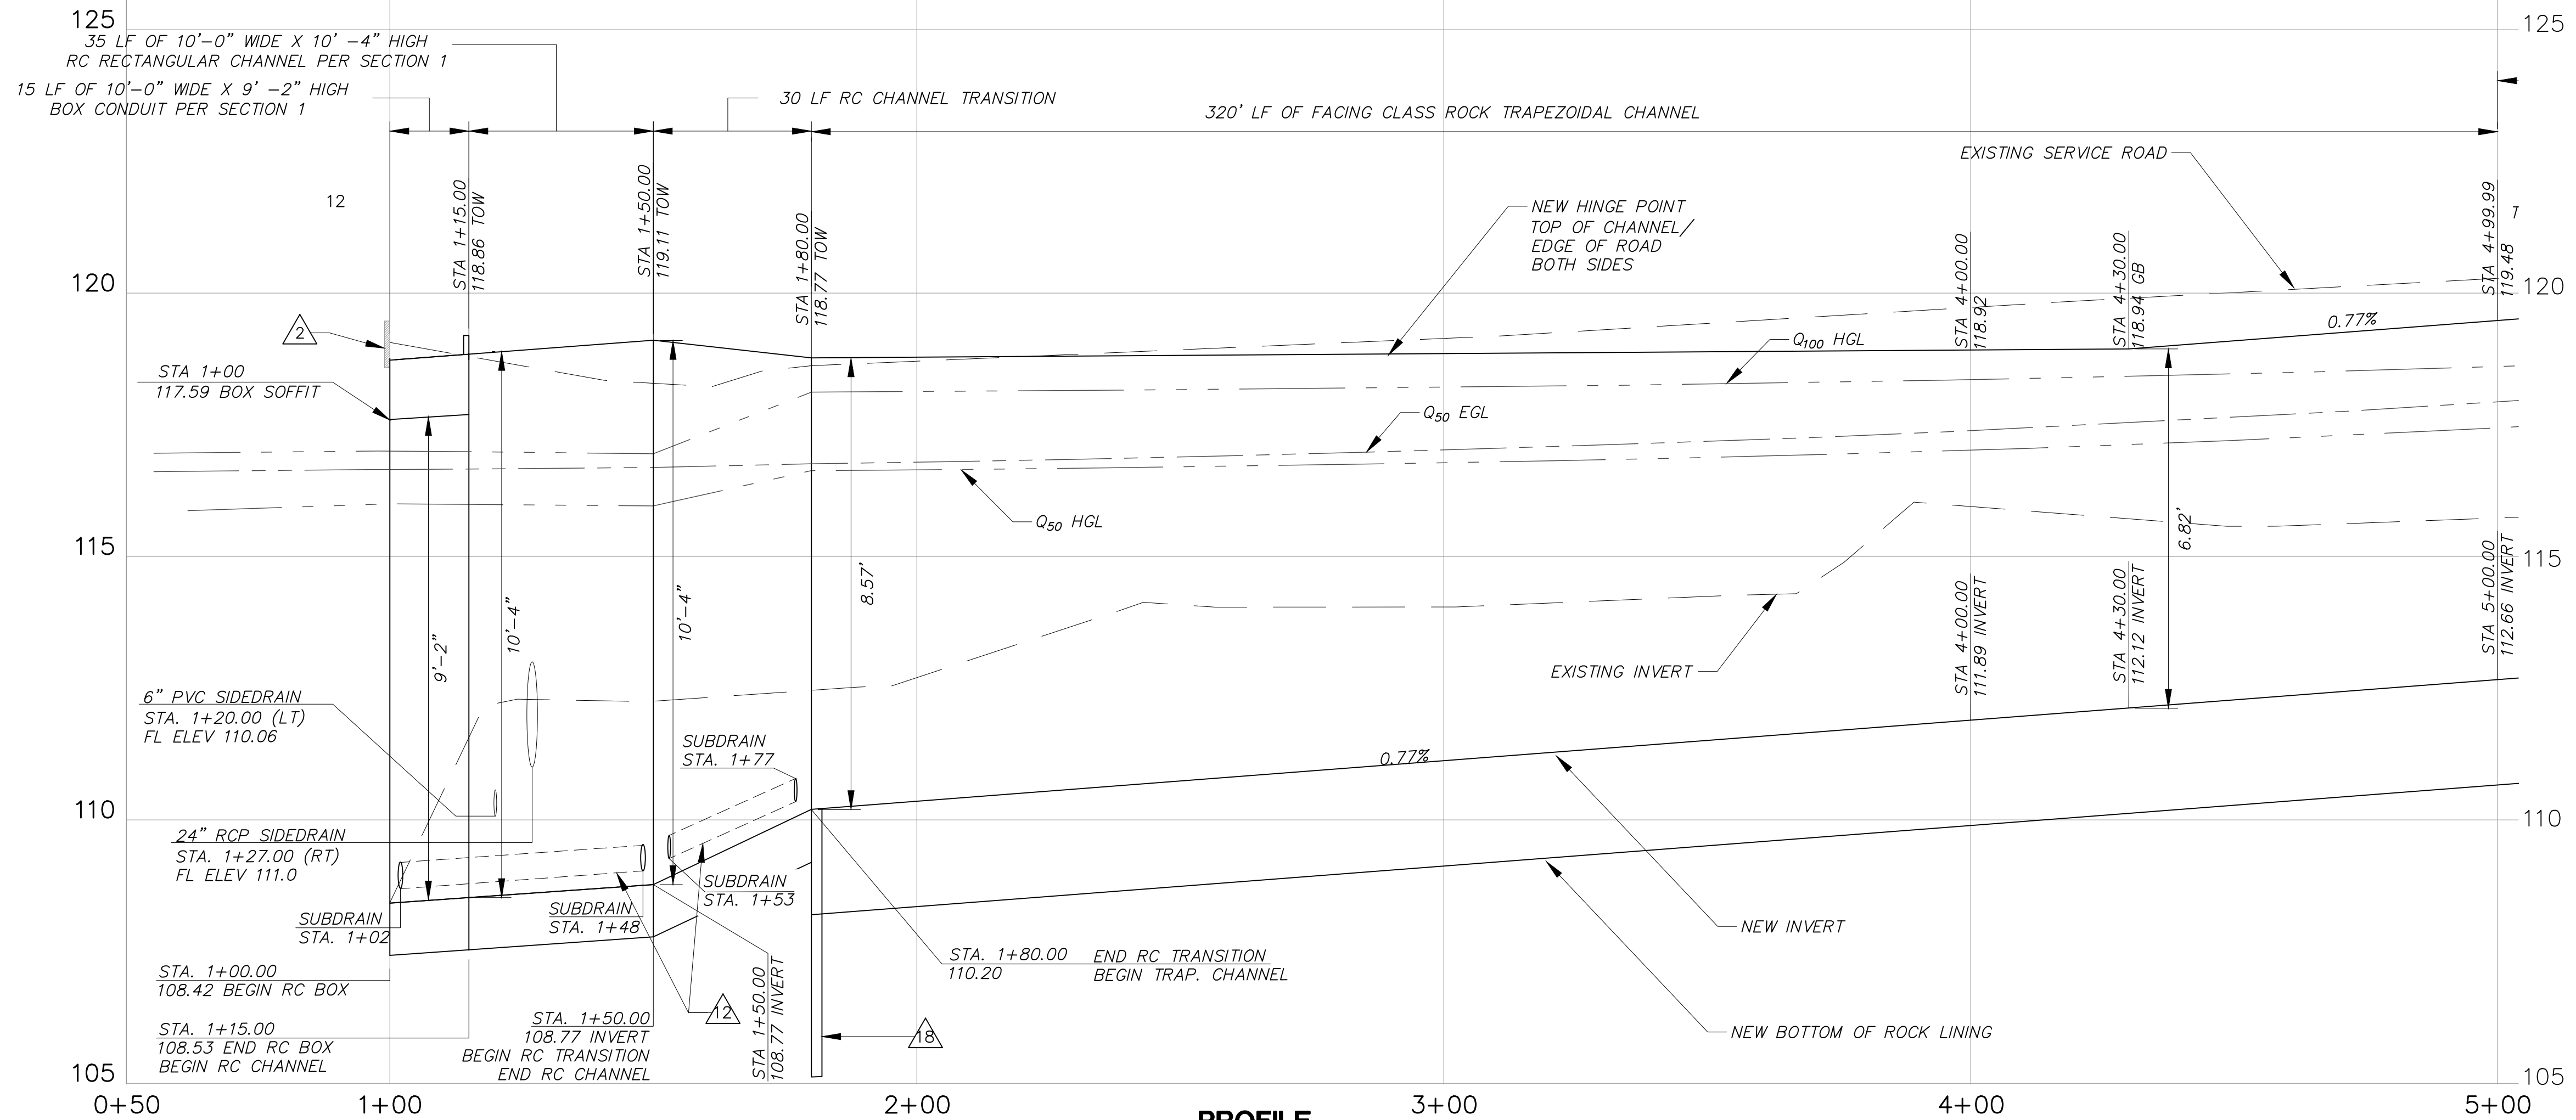 125
35 LF OF 10'-0" WIDE X 10' -4" HIGH
RC RECTANGULAR CHANNEL PER SECTION 1
15 LF OF 10'-0" WIDE X 9' -2" HIGH
BOX CONDUIT PER SECTION 1
30 LF RC CHANNEL TRANSITION
320' LF OF FACING CLASS ROCK TRAPEZOIDAL CHANNEL
125
EXISTING SERVICE ROAD
12
STA 1+15.00
118.86 TOW
STA 1+50.00
119.11 TOW
STA 1+80.00
118.77 TOW
NEW HINGE POINT
TOP OF CHANNEL/
EDGE OF ROAD
BOTH SIDES
STA 4+00.00
118.92
STA 4+30.00
118.94 GB
STA 4+99.99
119.48
T
120
120
2
0.77%
Q100 HGL
STA 1+00
117.59 BOX SOFFIT
Q50 EGL
Q50 HGL
115
115
9'-2"
10'-4"
10'-4"
8.57'
6.82'
STA 4+00.00
111.89 INVERT
STA 4+30.00
112.12 INVERT
STA 5+00.00
112.66 INVERT
EXISTING INVERT
6" PVC SIDEDRAIN
STA. 1+20.00 (LT)
FL ELEV 110.06
SUBDRAIN
STA. 1+77
0.77%
110
110
24" RCP SIDEDRAIN
STA. 1+27.00 (RT)
FL ELEV 111.0
SUBDRAIN
STA. 1+53
SUBDRAIN
STA. 1+02
SUBDRAIN
STA. 1+48
NEW INVERT
STA. 1+80.00 END RC TRANSITION
110.20 BEGIN TRAP. CHANNEL
STA. 1+00.00
108.42 BEGIN RC BOX
STA. 1+15.00
108.53 END RC BOX
BEGIN RC CHANNEL
STA. 1+50.00
108.77 INVERT
BEGIN RC TRANSITION
END RC CHANNEL
12
STA 1+50.00
108.77 INVERT
18
NEW BOTTOM OF ROCK LINING
105
105
0+50
1+00
2+00
PROFILE
3+00
4+00
5+00